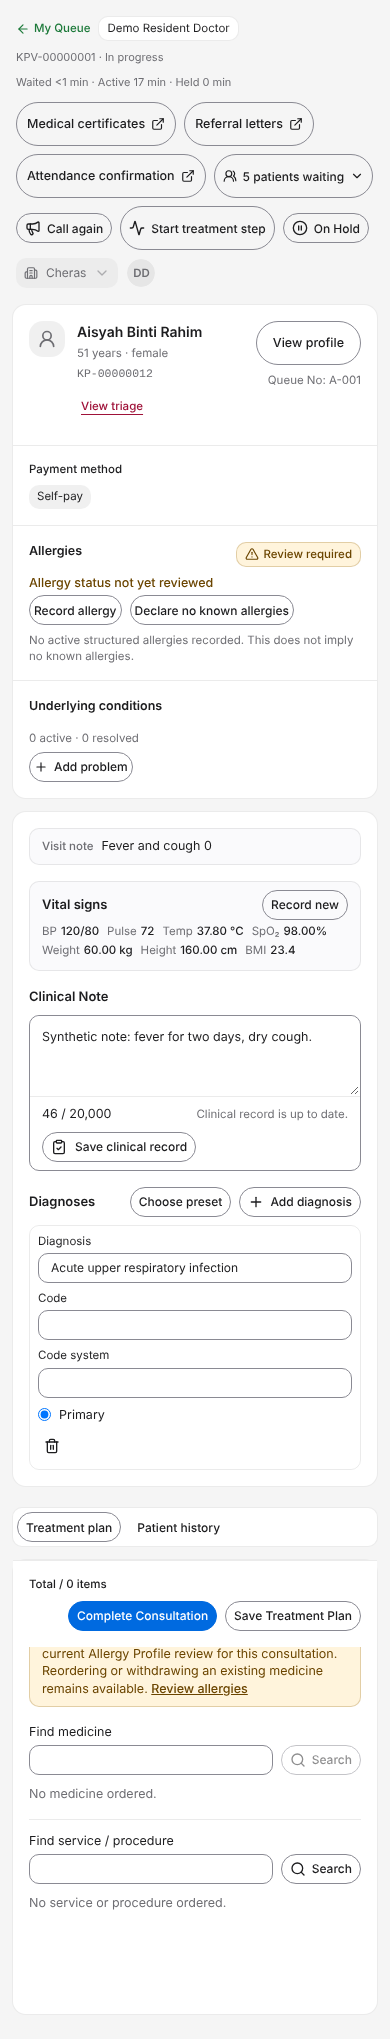 My Queue
Demo Resident Doctor
KPV-00000001 · In progress
Waited <1 min · Active 17 min · Held 0 min
Medical certificates
Referral letters
Attendance confirmation
5 patients waiting
Call again
Start treatment step
On Hold
Cheras
DD
Aisyah Binti Rahim
View profile
51 years · female
Queue No: A-001
KP-00000012
View triage
Payment method
Self-pay
Allergies
Review required
Allergy status not yet reviewed
Record allergy
Declare no known allergies
No active structured allergies recorded. This does not imply
no known allergies.
Underlying conditions
0 active · 0 resolved
Add problem
Visit note Fever and cough 0
Vital signs
Record new
BP 120/80 Pulse 72 Temp 37.80 °C SpO₂ 98.00%
Weight 60.00 kg Height 160.00 cm BMI 23.4
Clinical Note
Synthetic note: fever for two days, dry cough.
46 / 20,000
Clinical record is up to date.
Save clinical record
Diagnoses
Choose preset
Add diagnosis
Diagnosis
Acute upper respiratory infection
Code
Code system
Primary
Treatment plan
Patient history
Total / 0 items
Complete Consultation
Save Treatment Plan
current Allergy Profile review for this consultation.
Reordering or withdrawing an existing medicine
remains available. Review allergies
Find medicine
Search
No medicine ordered.
Find service / procedure
Search
No service or procedure ordered.